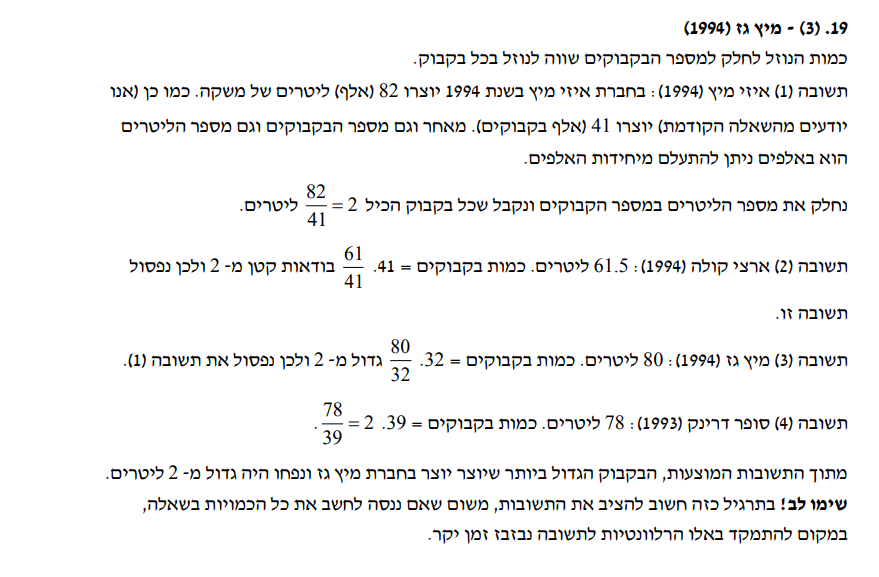 19. (3) - מיץ גז (1994)
כמות הנוזל לחלק למספר הבקבוקים שווה לנוזל בכל בקבוק.
תשובה (1) איזי מיץ (1994): בחברת איזי מיץ בשנת 1994 יוצרו 82 (אלף) ליטרים של משקה. כמו כן (אנו
יודעים מהשאלה הקודמת) יוצרו 41 (אלף בקבוקים). מאחר וגם מספר הבקבוקים וגם מספר הליטרים
הוא באלפים ניתן להתעלם מיחידות האלפים.
נחלק את מספר הליטרים במספר הקבוקים ונקבל שכל בקבוק הכיל 82/41 = 2 ליטרים.
תשובה (2) ארצי קולה (1994): 61.5 ליטרים. כמות בקבוקים = 41. 61/41 בודאות קטן מ- 2 ולכן נפסול
תשובה זו.
תשובה (3) מיץ גז (1994): 80 ליטרים. כמות בקבוקים = 32. 80/32 גדול מ- 2 ולכן נפסול את תשובה (1).
תשובה (4) סופר דרינק (1993): 78 ליטרים. כמות בקבוקים = 39. 78/39 = 2.
מתוך התשובות המוצעות, הבקבוק הגדול ביותר שיוצר יוצר בחברת מיץ גז ונפחו היה גדול מ- 2 ליטרים.
שימו לב! בתרגיל כזה חשוב להציב את התשובות, משום שאם ננסה לחשב את כל הכמויות בשאלה,
במקום להתמקד באלו הרלוונטיות לתשובה נבזבז זמן יקר.